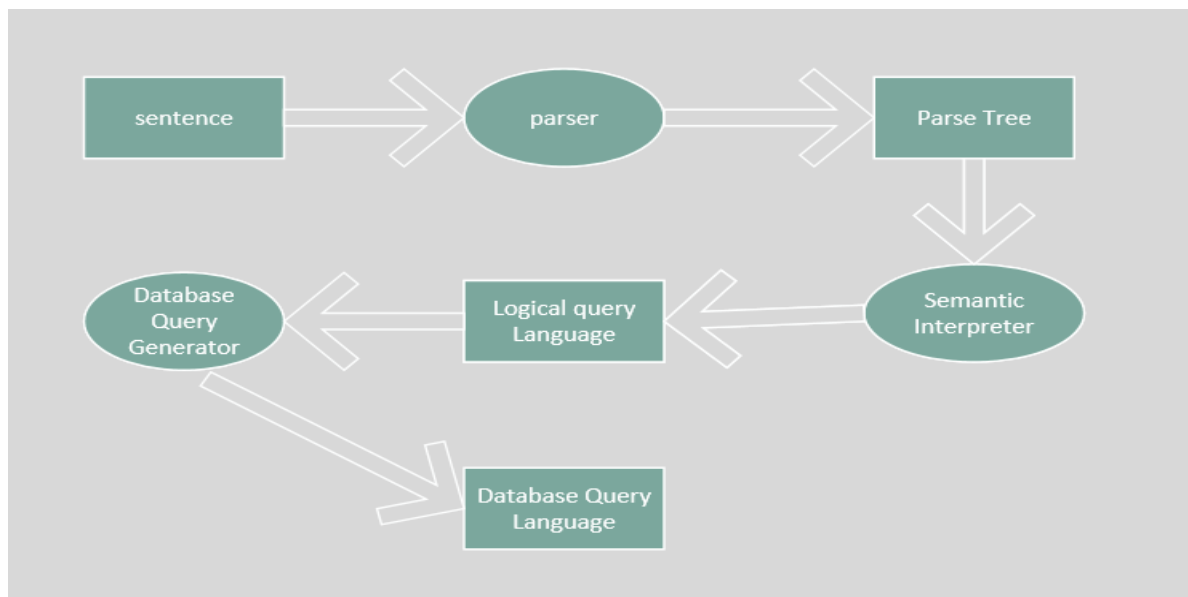 sentence
parser
Parse Tree
Semantic
Interpreter
Logical query
Language
Database
Query
Generator
Database Query
Language